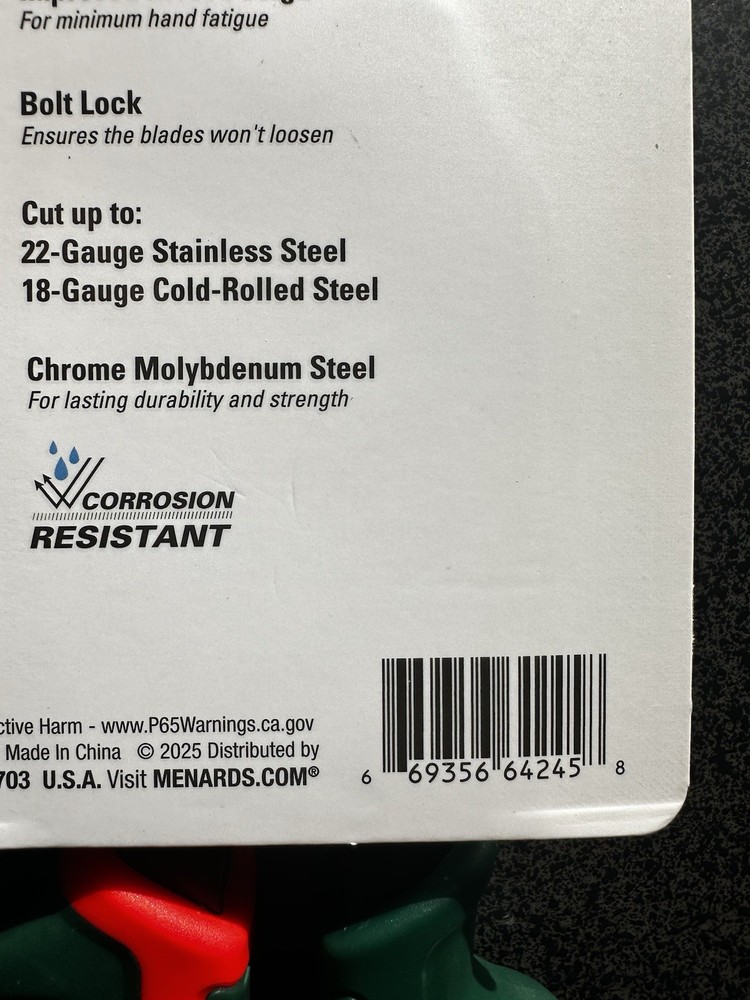 For minimum hand fatigue
Bolt Lock
Ensures the blades won't loosen
Cut up to:
22-Gauge Stainless Steel
18-Gauge Cold-Rolled Steel
Chrome Molybdenum Steel
For lasting durability and strength
CORROSION
RESISTANT
ctive Harm - www.P65Warnings.ca.gov
Made In China © 2025 Distributed by
703 U.S.A. Visit MENARDS.COM®
6 69356 64245 8